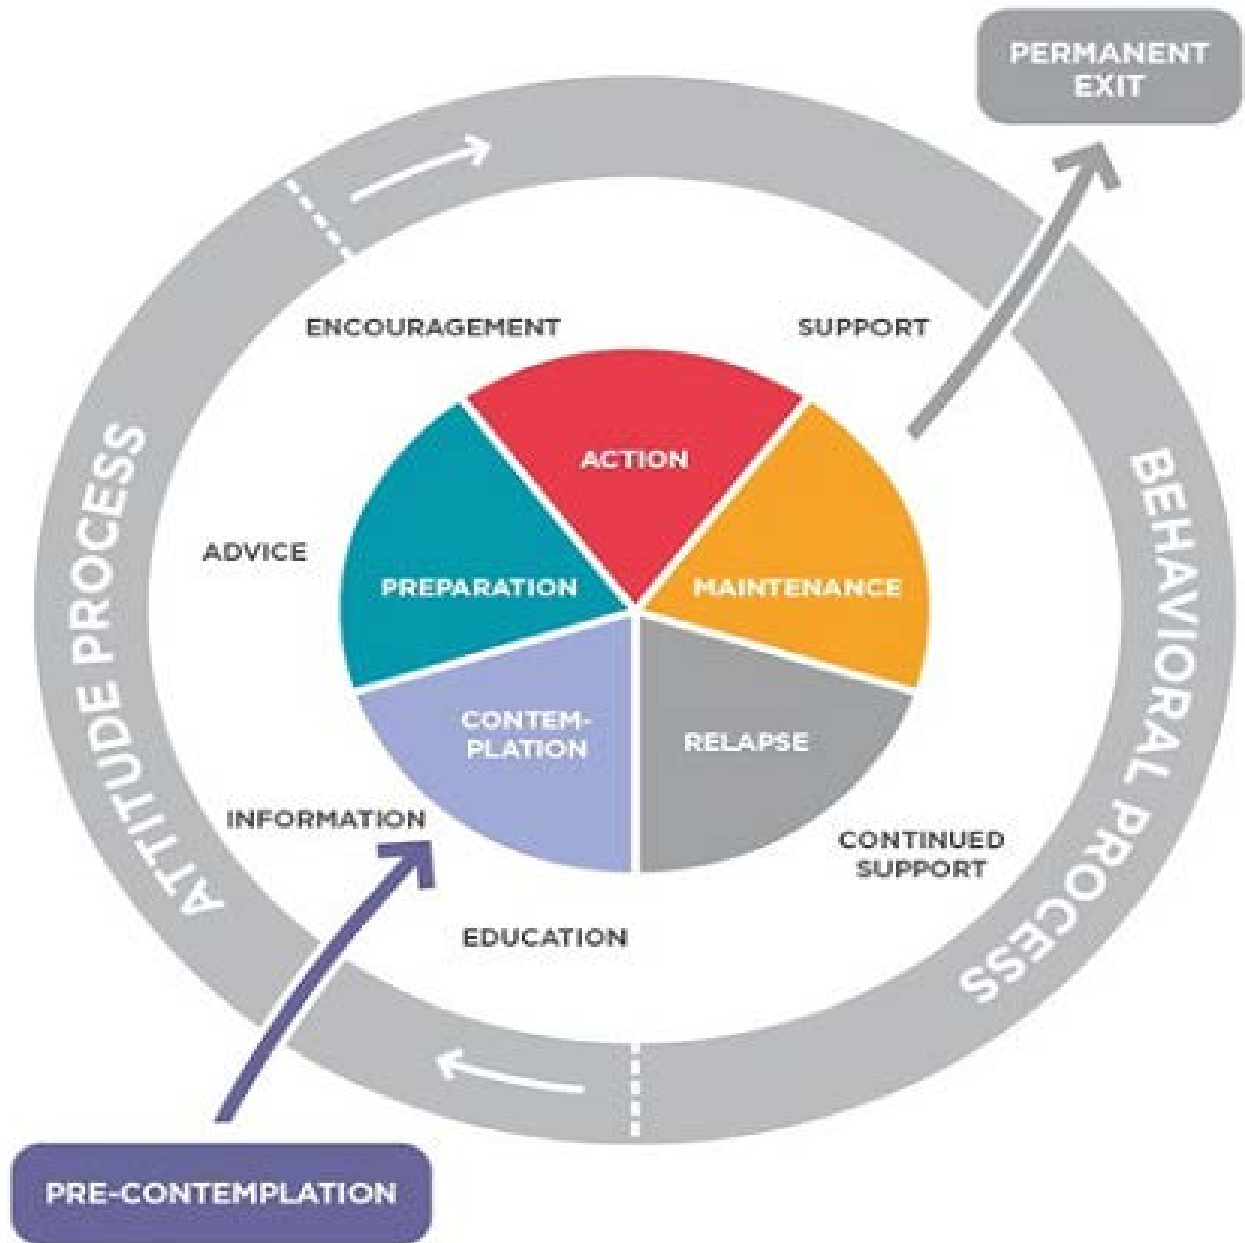 PERMANENT
EXIT
ENCOURAGEMENT
SUPPORT
ACTION
ATTITUDE PROCESS
BEHAVIORAL PROCESS
ADVICE
PREPARATION
MAINTENANCE
CONTEM-
PLATION
RELAPSE
INFORMATION
CONTINUED
SUPPORT
EDUCATION
PRE-CONTEMPLATION